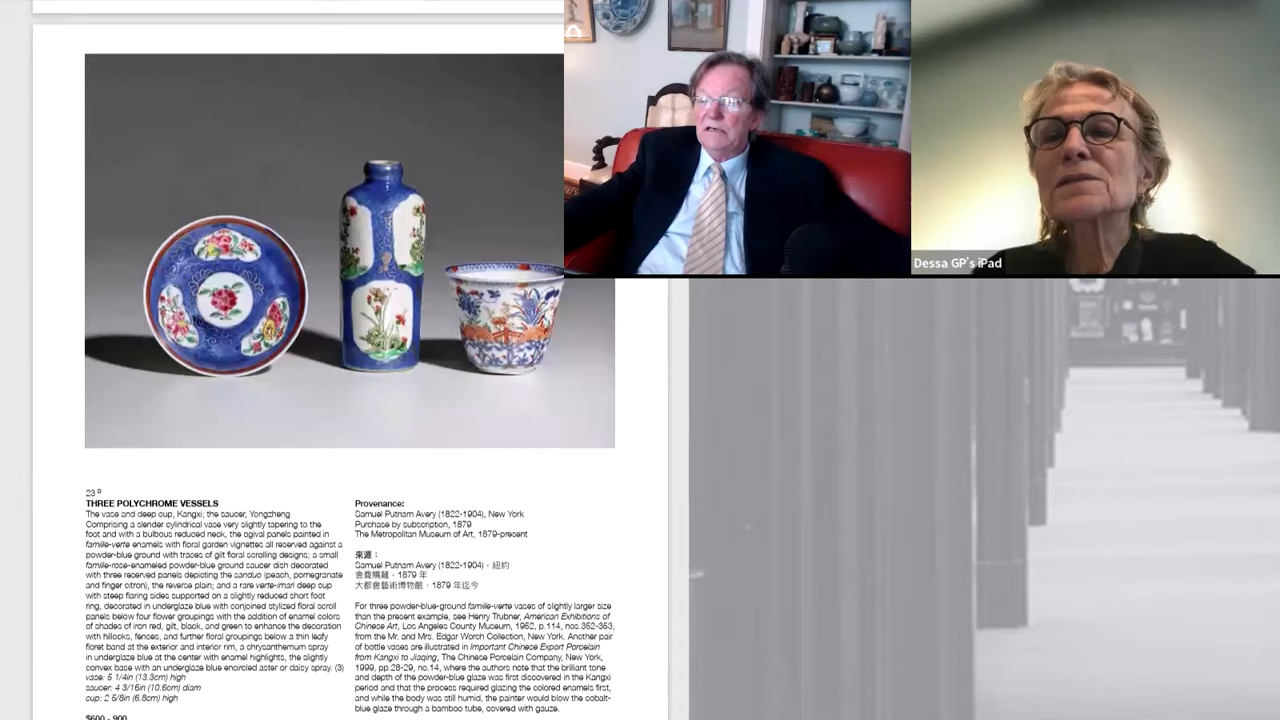 Dessa GP's iPad
23 D
THREE POLYCHROME VESSELS
The vase and deep cup, Kangxi; the saucer, Yongzheng
Comprising a slender cylindrical vase very slightly tapering to the
foot and with a bulbous reduced neck, the ogival panels painted in
famille-verte enamels with floral garden vignettes all reserved against a
powder-blue ground with traces of gilt floral scrolling designs; a small
famille-rose-enameled powder-blue ground saucer dish decorated
with three reserved panels depicting the sanduo (peach, pomegranate
and finger citron), the reverse plain; and a rare verte-imari deep cup
with steep flaring sides supported on a slightly reduced short foot
ring, decorated in underglaze blue with conjoined stylized floral scroll
panels below four flower groupings with the addition of enamel colors
of shades of iron red, gilt, black, and green to enhance the decoration
with hillocks, fences, and further floral groupings below a thin leafy
floret band at the exterior and interior rim, a chrysanthemum spray
in underglaze blue at the center with enamel highlights, the slightly
convex base with an underglaze blue encircled aster or daisy spray. (3)
vase: 5 1/4in (13.3cm) high
saucer: 4 3/16in (10.6cm) diam
cup: 2 5/8in (6.8cm) high
$600 - 900
Provenance:
Samuel Putnam Avery (1822-1904), New York
Purchase by subscription, 1879
The Metropolitan Museum of Art, 1879-present
來源：
Samuel Putnam Avery (1822-1904)，紐約
會費購藏，1879 年
大都會藝術博物館，1879 年迄今
For three powder-blue-ground famille-verte vases of slightly larger size
than the present example, see Henry Trubner, American Exhibitions of
Chinese Art, Los Angeles County Museum, 1952, p.114, nos.352-353,
from the Mr. and Mrs. Edgar Worch Collection, New York. Another pair
of bottle vases are illustrated in Important Chinese Export Porcelain
from Kangxi to Jiaqing, The Chinese Porcelain Company, New York,
1999, pp.28-29, no.14, where the authors note that the brilliant tone
and depth of the powder-blue glaze was first discovered in the Kangxi
period and that the process required glazing the colored enamels first,
and while the body was still humid, the painter would blow the cobalt-
blue glaze through a bamboo tube, covered with gauze.